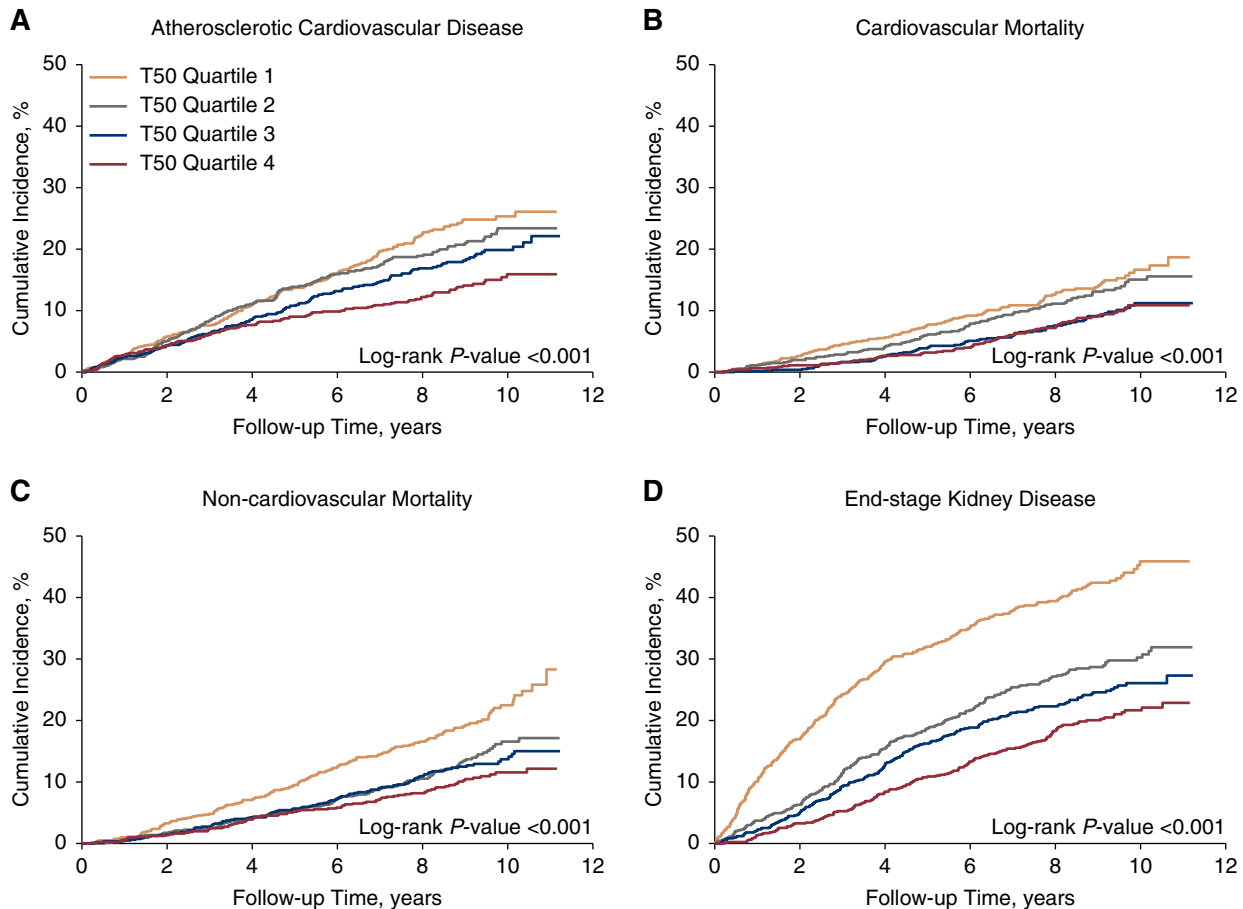 A
Atherosclerotic Cardiovascular Disease
50
40
30
20
10
0
Cumulative Incidence, %
T50 Quartile 1
T50 Quartile 2
T50 Quartile 3
T50 Quartile 4
Log-rank P-value <0.001
0 2 4 6 8 10 12
Follow-up Time, years
B
Cardiovascular Mortality
50
40
30
20
10
0
Cumulative Incidence, %
Log-rank P-value <0.001
0 2 4 6 8 10 12
Follow-up Time, years
C
Non-cardiovascular Mortality
50
40
30
20
10
0
Cumulative Incidence, %
Log-rank P-value <0.001
0 2 4 6 8 10 12
Follow-up Time, years
D
End-stage Kidney Disease
50
40
30
20
10
0
Cumulative Incidence, %
Log-rank P-value <0.001
0 2 4 6 8 10 12
Follow-up Time, years